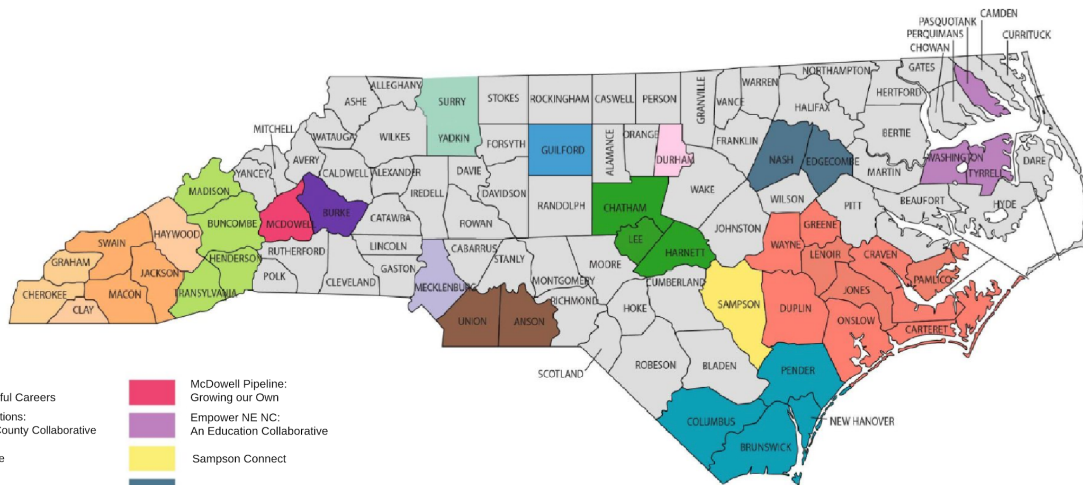 CAMDEN
PASQUOTANK
PERQUIMANS
CURRITUCK
CHOWAN
GATES
NORTHAMPTON
WARREN
ALLEGHANY
SURRY
STOKES
ROCKINGHAM
CASWELL
PERSON
GRANVILLE
VANCE
HERTFORD
HALIFAX
ASHE
MITCHELL
WATAUGA
WILKES
YADKIN
FORSYTH
GUILFORD
ALAMANCE
ORANGE
DURHAM
FRANKLIN
BERTIE
NASH
EDGECOMBE
MARTIN
WASHINGTON
TYRRELL
DARE
AVERY
YANCEY
CALDWELL
ALEXANDER
DAVIE
IREDELL
DAVIDSON
RANDOLPH
CHATHAM
WAKE
WILSON
PITT
BEAUFORT
HYDE
MADISON
BUNCOMBE
MCDOWELL
BURKE
CATAWBA
ROWAN
LEE
HARNETT
JOHNSTON
GREENE
WAYNE
LENOIR
CRAVEN
PAMLICO
HAYWOOD
SWAIN
GRAHAM
JACKSON
HENDERSON
RUTHERFORD
LINCOLN
CABARRUS
STANLY
MONTGOMERY
MOORE
CHEROKEE
CLAY
MACON
TRANSYLVANIA
POLK
CLEVELAND
GASTON
MECKLENBURG
UNION
ANSON
RICHMOND
HOKE
CUMBERLAND
SAMPSON
DUPLIN
JONES
ONSLOW
CARTERET
SCOTLAND
ROBESON
BLADEN
PENDER
COLUMBUS
NEW HANOVER
BRUNSWICK
ful Careers
tions:
County Collaborative
e
McDowell Pipeline:
Growing our Own
Empower NE NC:
An Education Collaborative
Sampson Connect